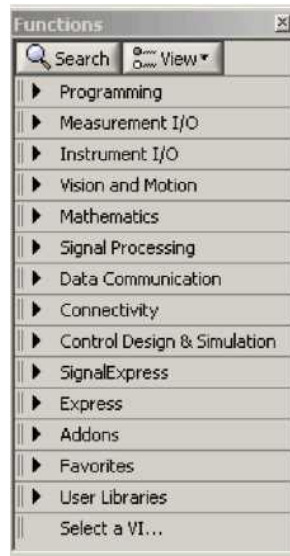 Functions
Search View
Programming
Measurement I/O
Instrument I/O
Vision and Motion
Mathematics
Signal Processing
Data Communication
Connectivity
Control Design & Simulation
SignalExpress
Express
Addons
Favorites
User Libraries
Select a VI...